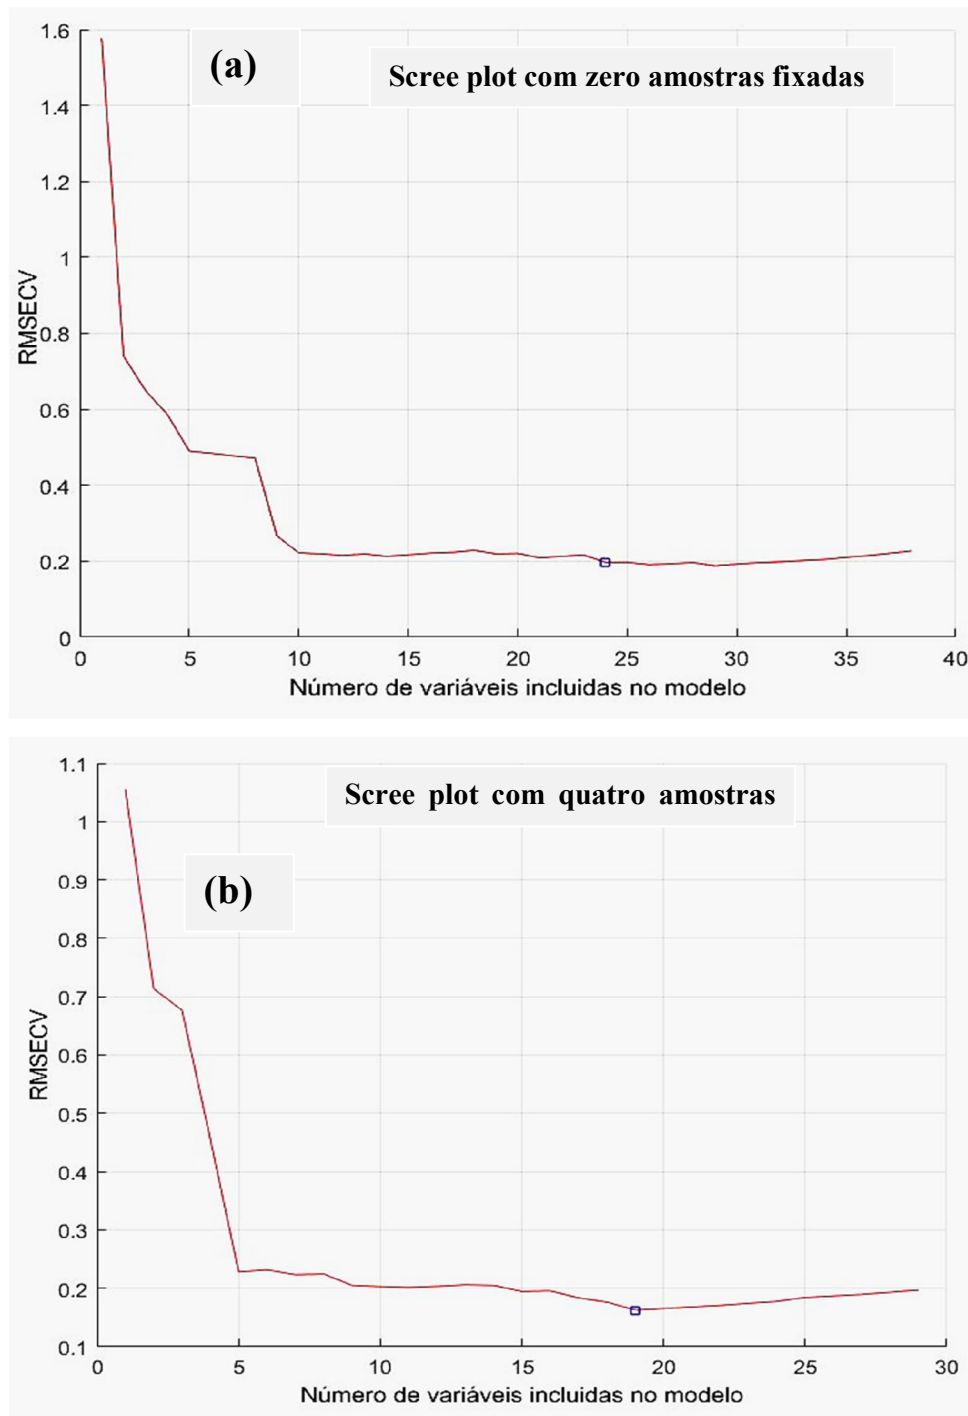 (a)
Scree plot com zero amostras fixadas
1.6
1.4
1.2
1
0.8
0.6
0.4
0.2
0
RMSECV
0 5 10 15 20 25 30 35 40
Número de variáveis incluidas no modelo
Scree plot com quatro amostras
(b)
1.1
1
0.9
0.8
0.7
0.6
0.5
0.4
0.3
0.2
0.1
RMSECV
0 5 10 15 20 25 30
Número de variáveis incluidas no modelo